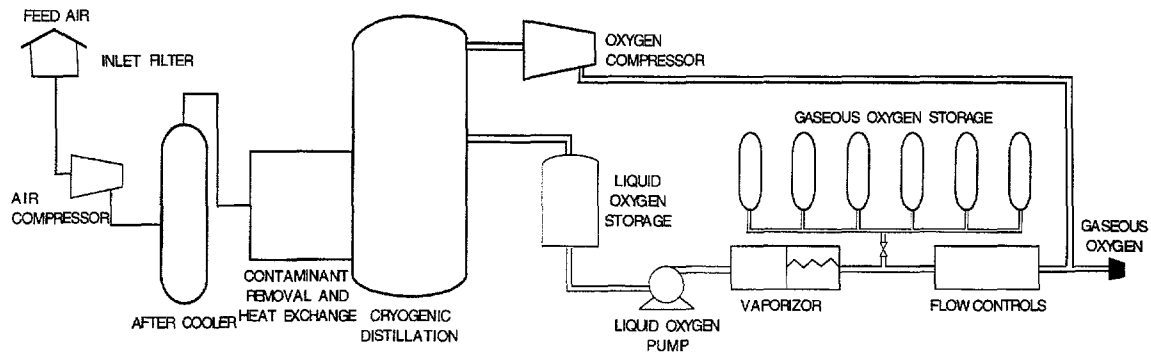 FEED AIR
INLET FILTER
AIR
COMPRESSOR
AFTER COOLER
CONTAMINANT
REMOVAL AND
HEAT EXCHANGE
CRYOGENIC
DISTILLATION
OXYGEN
COMPRESSOR
LIQUID
OXYGEN
STORAGE
LIQUID OXYGEN
PUMP
GASEOUS OXYGEN STORAGE
VAPORIZOR
FLOW CONTROLS
GASEOUS
OXYGEN